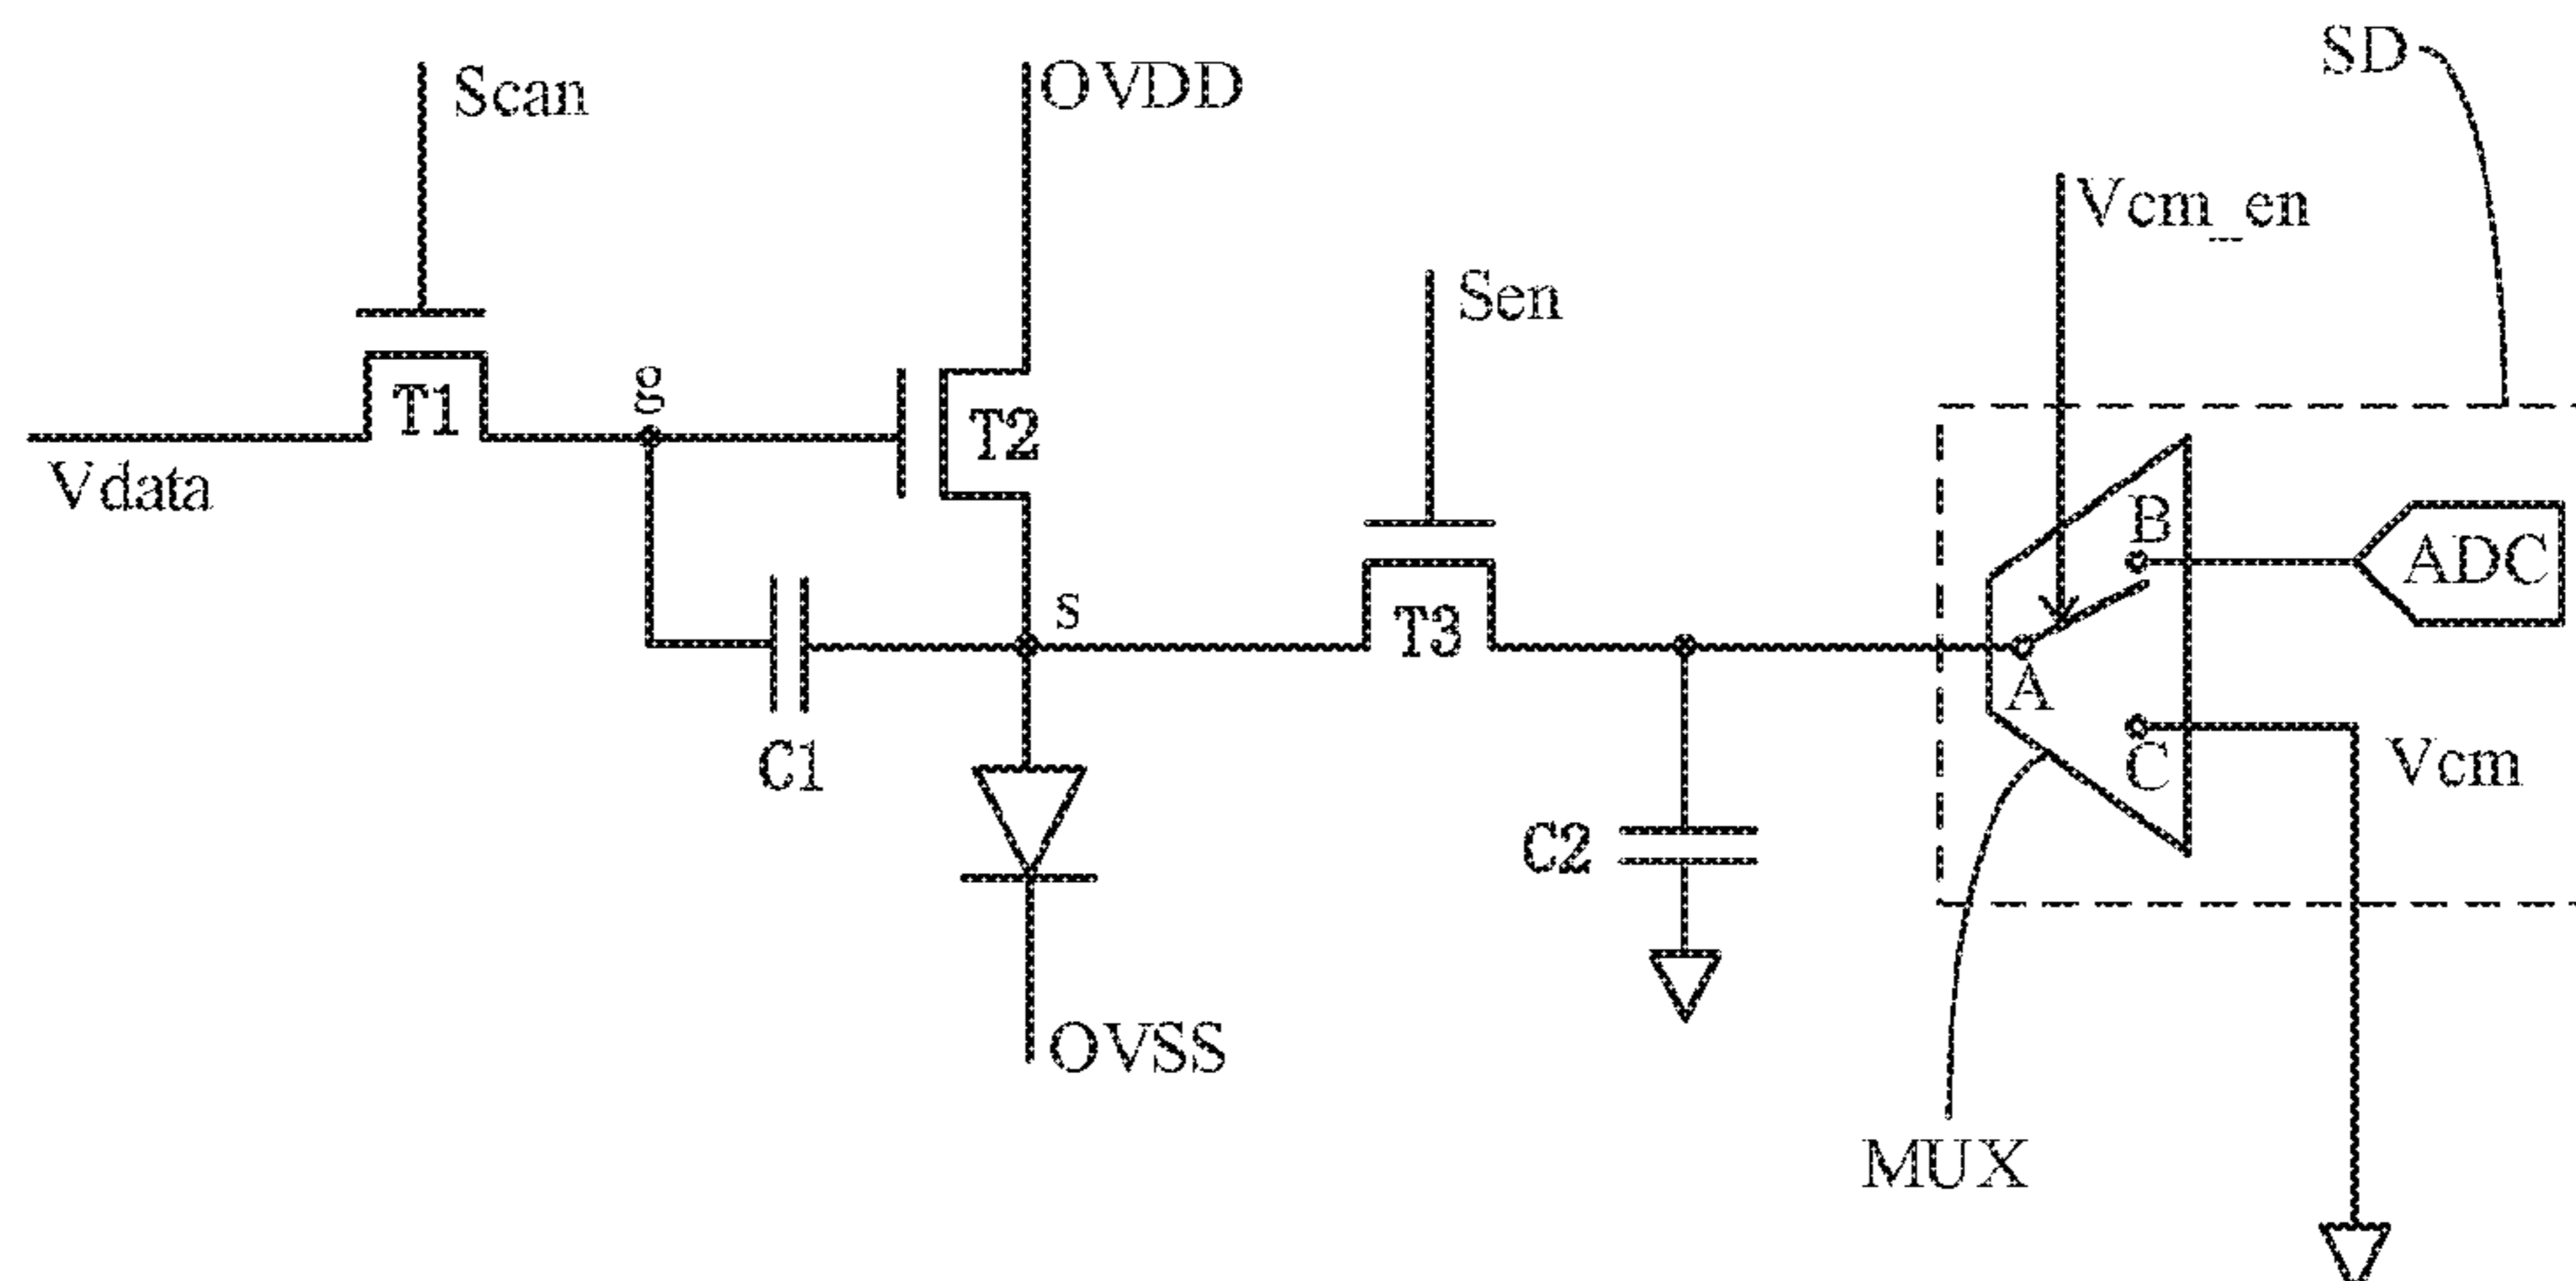 SD
Scan
OVDD
Vcm_en
Sen
g
T1
T2
B
ADC
Vdata
s
T3
A
C
Vcm
C1
C2
OVSS
MUX